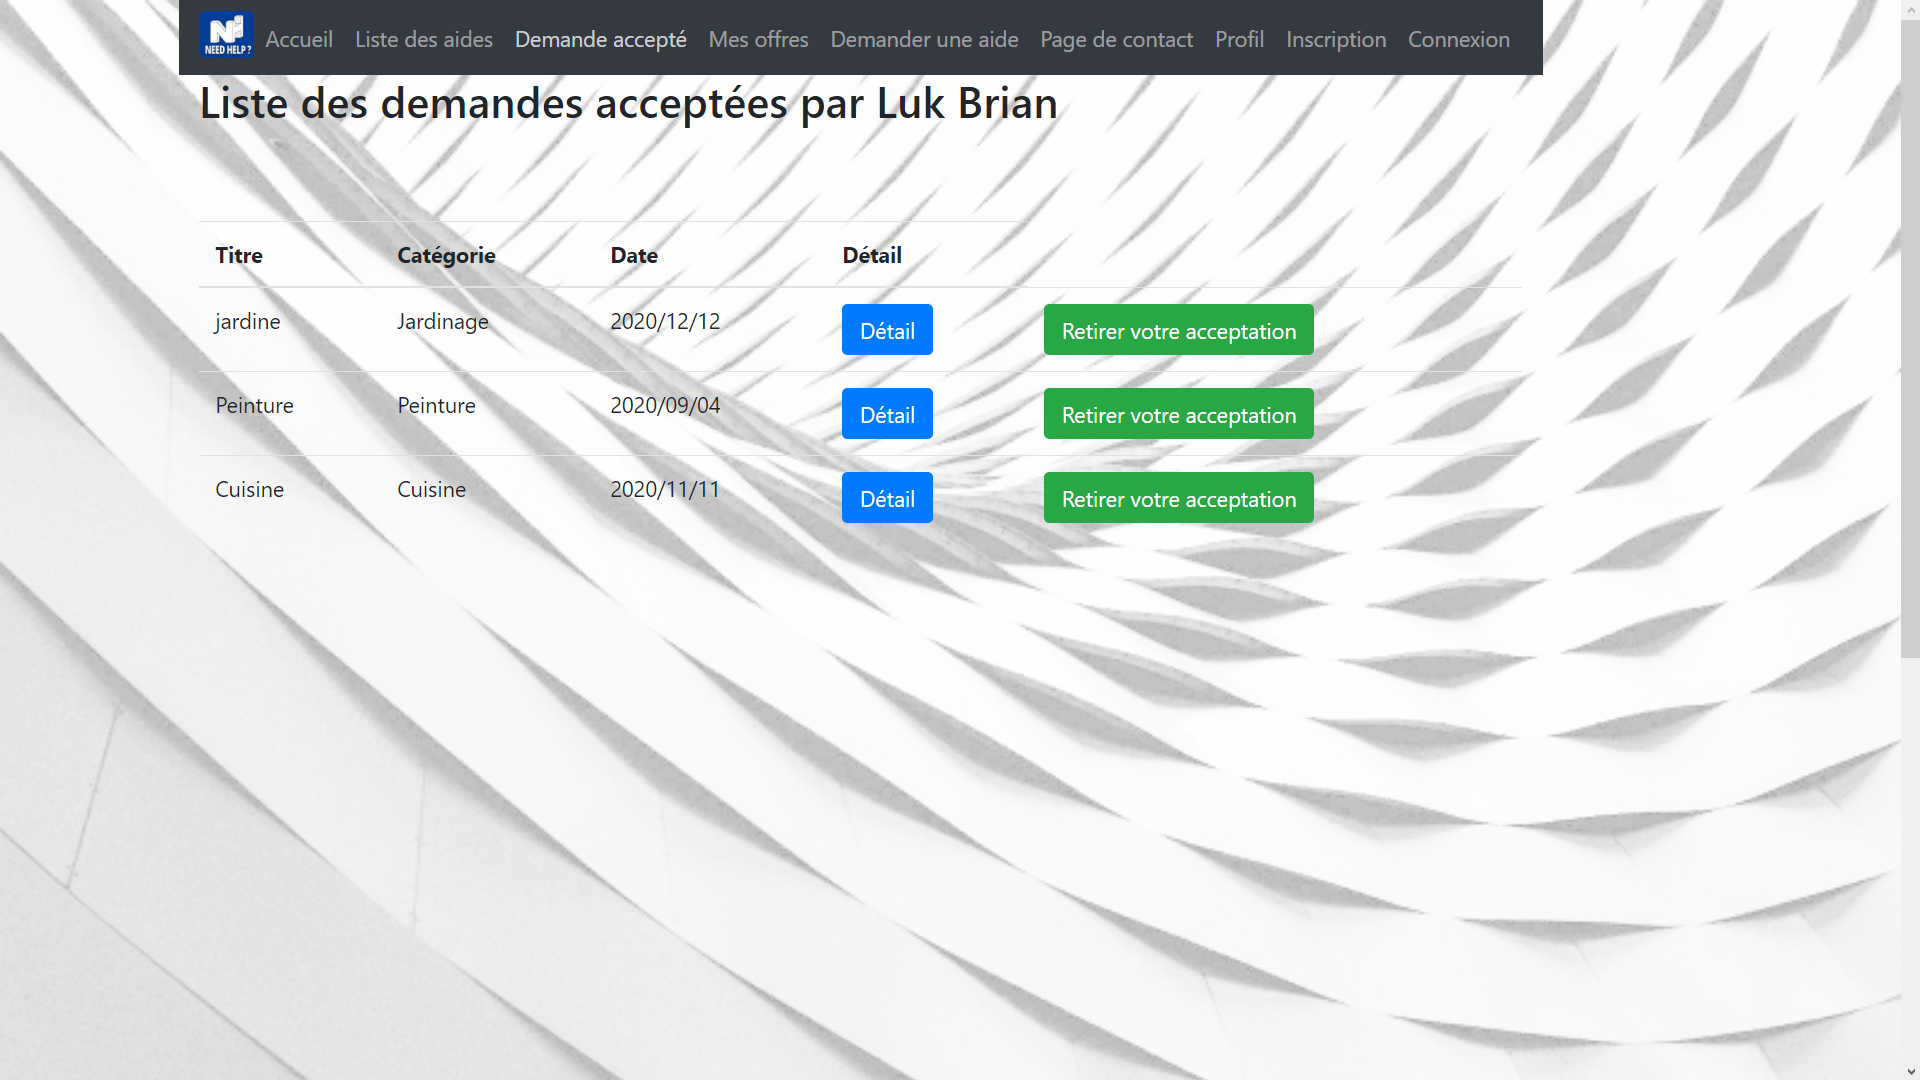 NEED HELP ?
Accueil Liste des aides Demande accepté Mes offres Demander une aide Page de contact Profil Inscription Connexion
Liste des demandes acceptées par Luk Brian
Titre Catégorie Date Détail
jardine Jardinage 2020/12/12 Détail Retirer votre acceptation
Peinture Peinture 2020/09/04 Détail Retirer votre acceptation
Cuisine Cuisine 2020/11/11 Détail Retirer votre acceptation